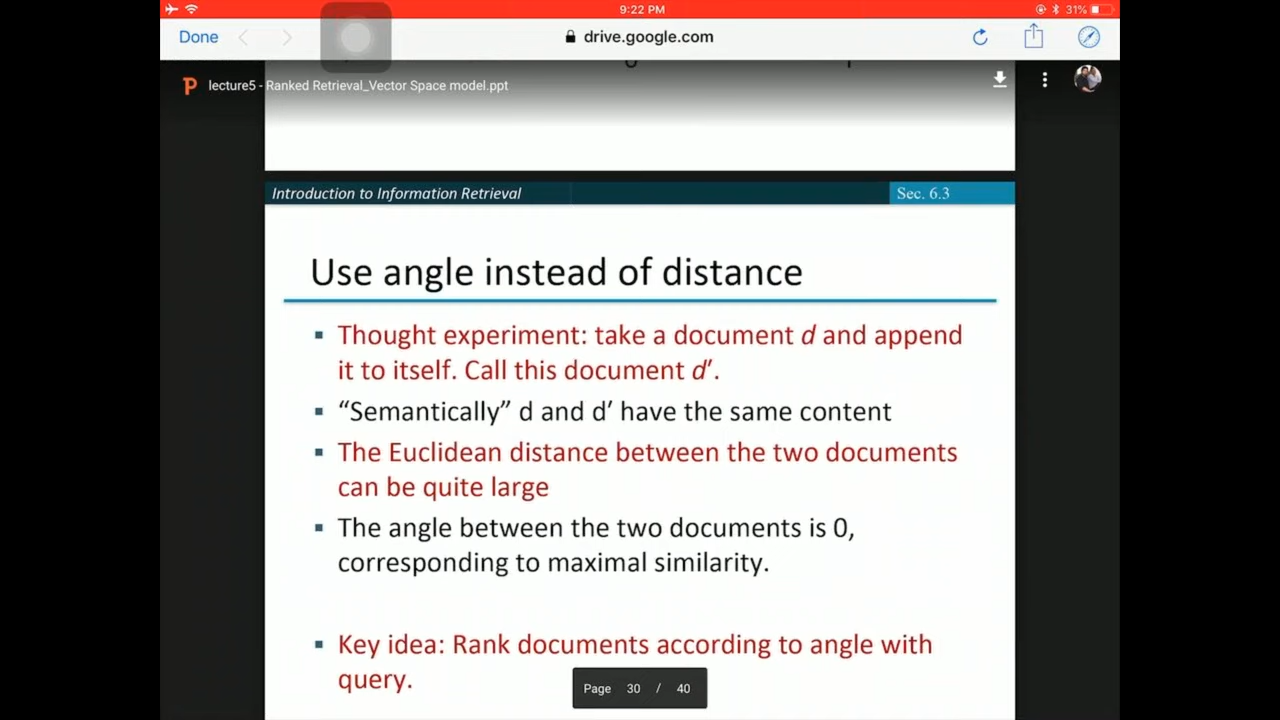 9:22 PM
31%
Done
drive.google.com
P lecture5 - Ranked Retrieval_Vector Space model.ppt
Introduction to Information Retrieval Sec. 6.3
Use angle instead of distance
▪ Thought experiment: take a document d and append
it to itself. Call this document d′.
▪ “Semantically” d and d′ have the same content
▪ The Euclidean distance between the two documents
can be quite large
▪ The angle between the two documents is 0,
corresponding to maximal similarity.
▪ Key idea: Rank documents according to angle with
query.
Page 30 / 40